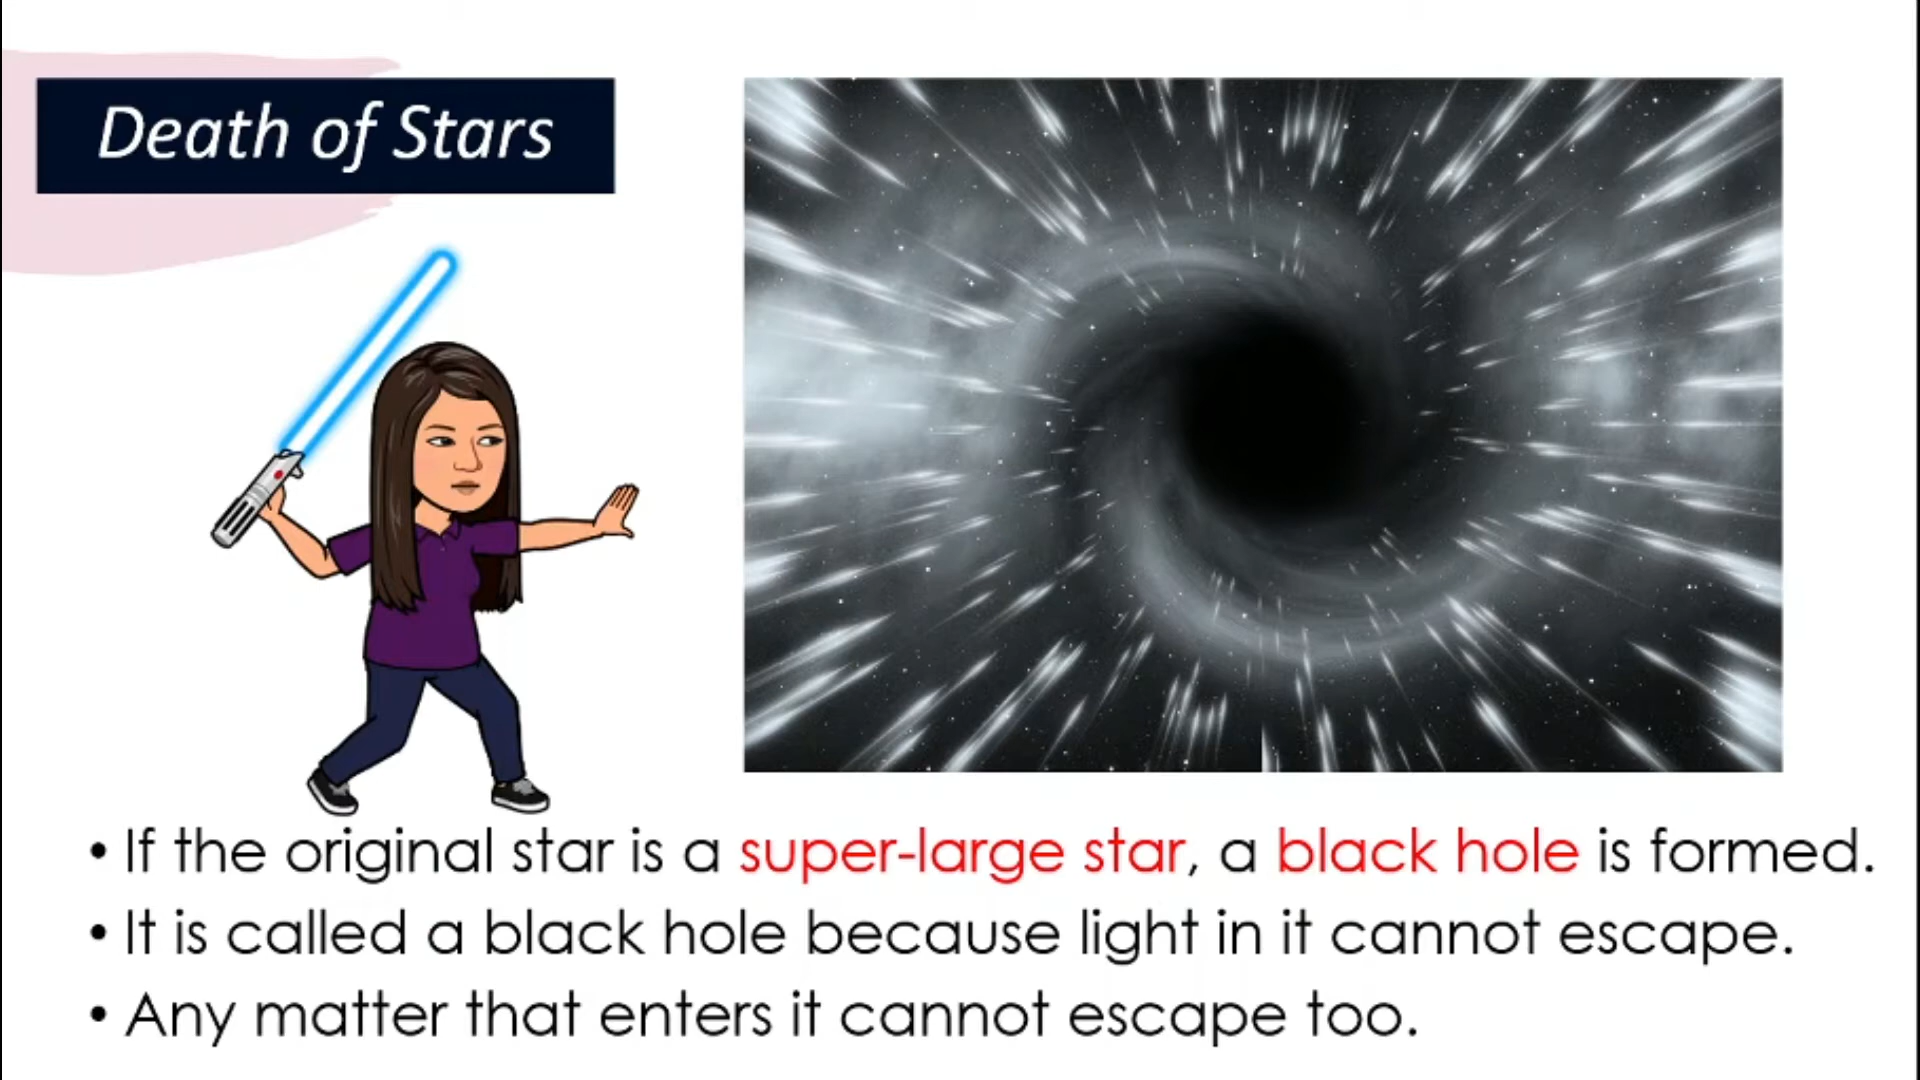 Death of Stars
• If the original star is a super-large star, a black hole is formed.
• It is called a black hole because light in it cannot escape.
• Any matter that enters it cannot escape too.